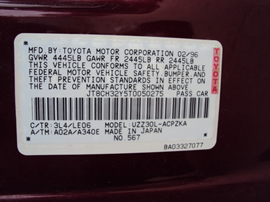 MFD. BY TOYOTA MOTOR CORPORATION 02/96
GVWR 4445LB GAWR FR 2445LB RR 2445LB
THIS VEHICLE CONFORMS TO ALL APPLICABLE
FEDERAL MOTOR VEHICLE SAFETY, BUMPER, AND
THEFT PREVENTION STANDARDS IN EFFECT ON
THE DATE OF MANUFACTURE SHOWN ABOVE.
JT8CH32Y5T0050275 PASS. CAR
C/TR: 3L4/LE06 MODEL: UZZ30L-ACPZKA
A/TM: A02A/A340E MADE IN JAPAN
NO.567
BA03327077
TOYOTA